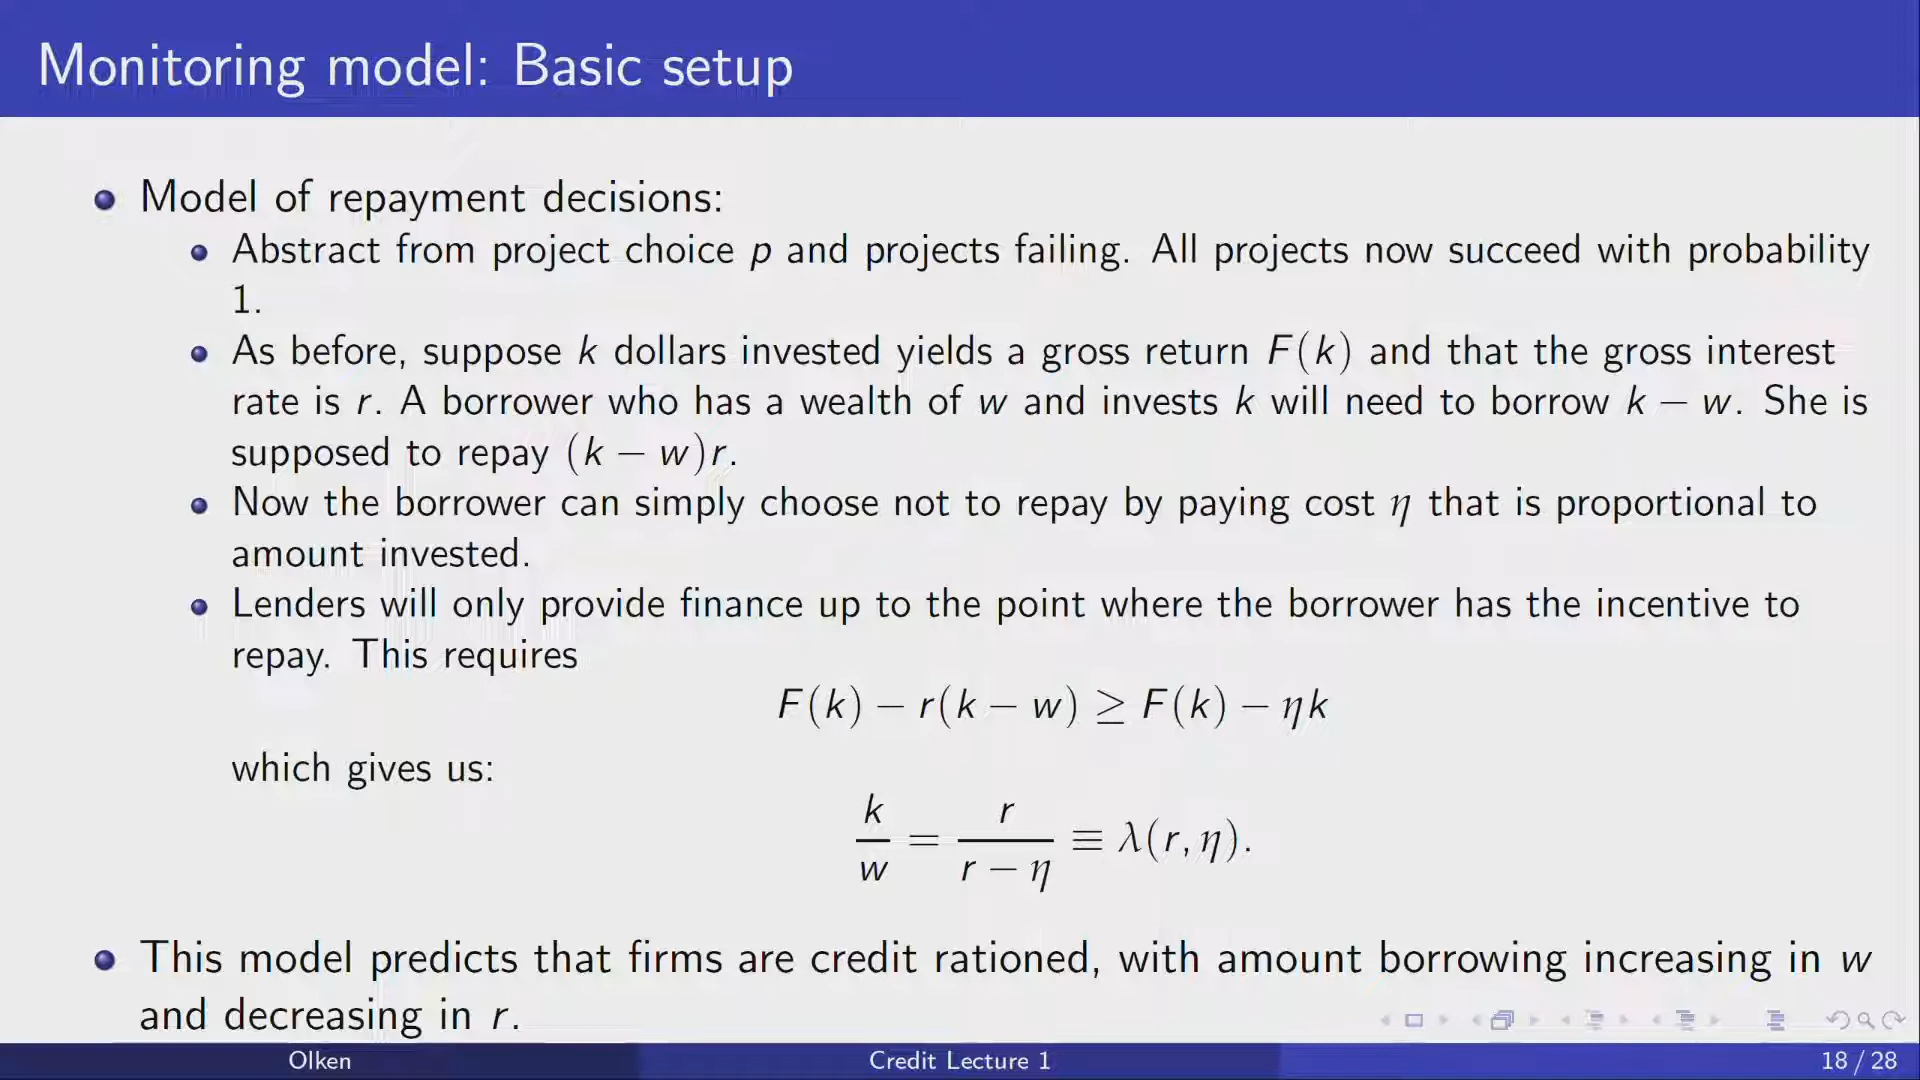 Monitoring model: Basic setup
Model of repayment decisions:
Abstract from project choice p and projects failing. All projects now succeed with probability
1.
As before, suppose k dollars invested yields a gross return F(k) and that the gross interest
rate is r. A borrower who has a wealth of w and invests k will need to borrow k − w. She is
supposed to repay (k − w)r.
Now the borrower can simply choose not to repay by paying cost η that is proportional to
amount invested.
Lenders will only provide finance up to the point where the borrower has the incentive to
repay. This requires
F(k) − r(k − w) ≥ F(k) − ηk
which gives us:
k/w = r/(r − η) ≡ λ(r, η).
This model predicts that firms are credit rationed, with amount borrowing increasing in w
and decreasing in r.
Olken
Credit Lecture 1
18 / 28